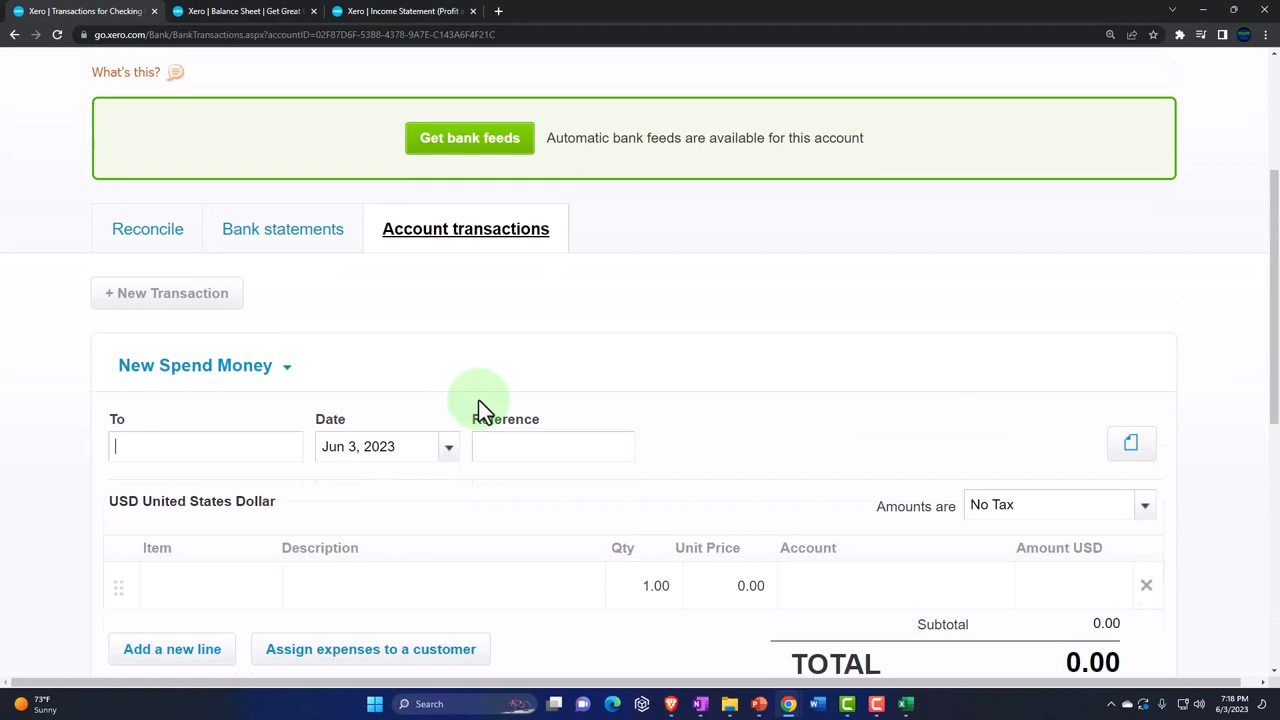 Xero | Transactions for Checking
Xero | Balance Sheet | Get Great
Xero | Income Statement (Profit a
go.xero.com/Bank/BankTransactions.aspx?accountID=02F87D6F-53B8-4378-9A7E-C143A6F4F21C
What's this?
Get bank feeds
Automatic bank feeds are available for this account
Reconcile
Bank statements
Account transactions
+ New Transaction
New Spend Money
To
Date
Reference
Jun 3, 2023
USD United States Dollar
Amounts are
No Tax
Item
Description
Qty
Unit Price
Account
Amount USD
1.00
0.00
Subtotal
0.00
Add a new line
Assign expenses to a customer
TOTAL
0.00
73°F
Sunny
Search
7:18 PM
6/3/2023